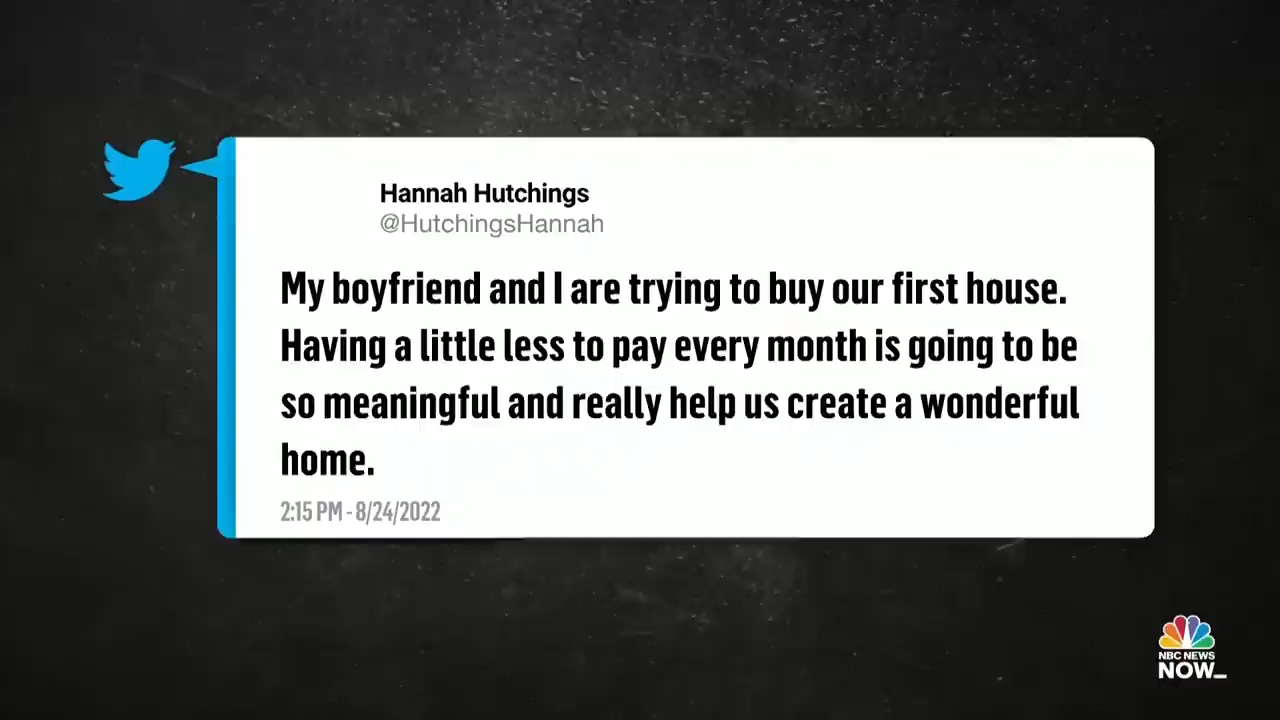 Hannah Hutchings
@HutchingsHannah
My boyfriend and I are trying to buy our first house.
Having a little less to pay every month is going to be
so meaningful and really help us create a wonderful
home.
2:15 PM - 8/24/2022
NBC NEWS
NOW_